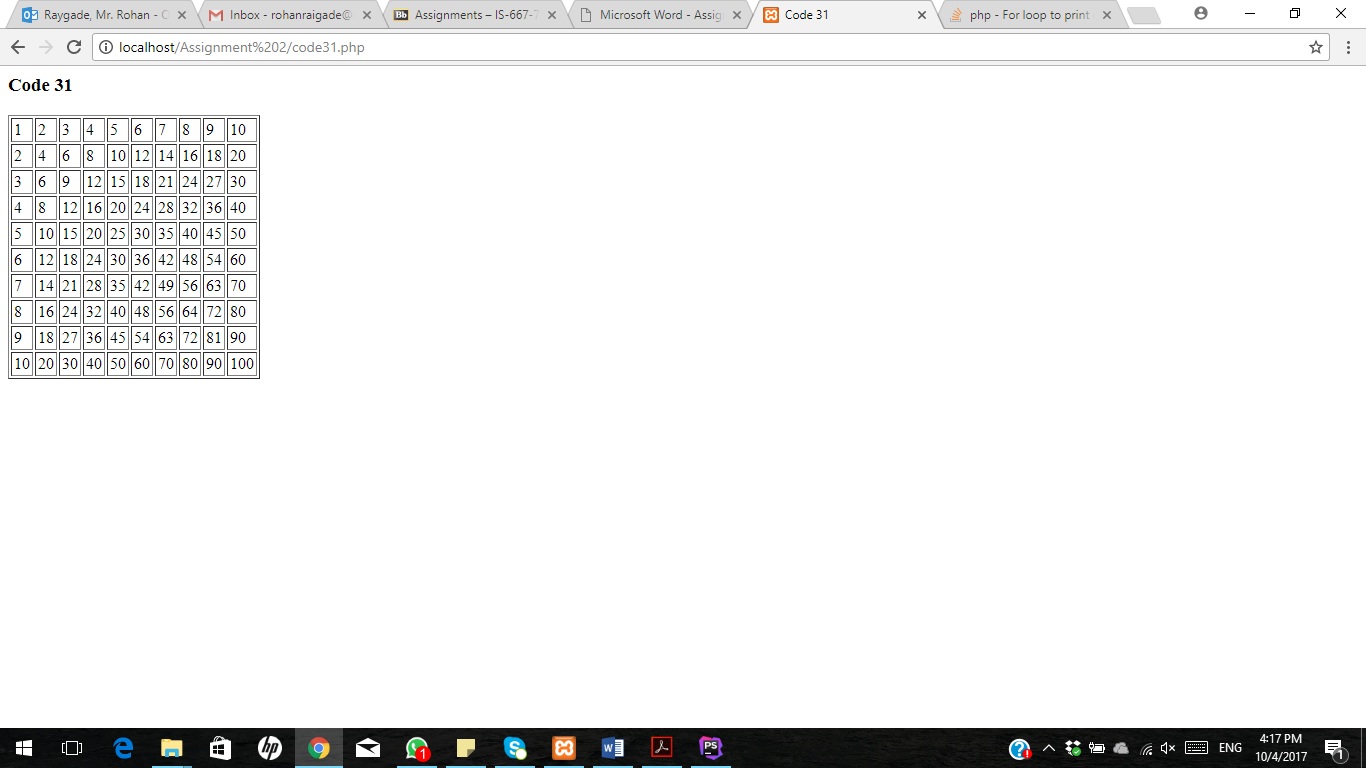 Raygade, Mr. Rohan - C
Inbox - rohanraigade@
Bb Assignments – IS-667-7
Microsoft Word - Assig
Code 31
php - For loop to print
localhost/Assignment%202/code31.php
Code 31
1 2 3 4 5 6 7 8 9 10
2 4 6 8 10 12 14 16 18 20
3 6 9 12 15 18 21 24 27 30
4 8 12 16 20 24 28 32 36 40
5 10 15 20 25 30 35 40 45 50
6 12 18 24 30 36 42 48 54 60
7 14 21 28 35 42 49 56 63 70
8 16 24 32 40 48 56 64 72 80
9 18 27 36 45 54 63 72 81 90
10 20 30 40 50 60 70 80 90 100
hp
1
PS
ENG
4:17 PM
10/4/2017
1